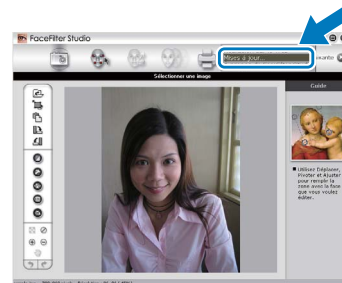 FaceFilter Studio
Mises à jour...
Sélectionner une image
Guide
Utilisez Déplacer,
Pivoter et Ajuster
pour remplir la
zone avec la face
que vous voulez
éditer.